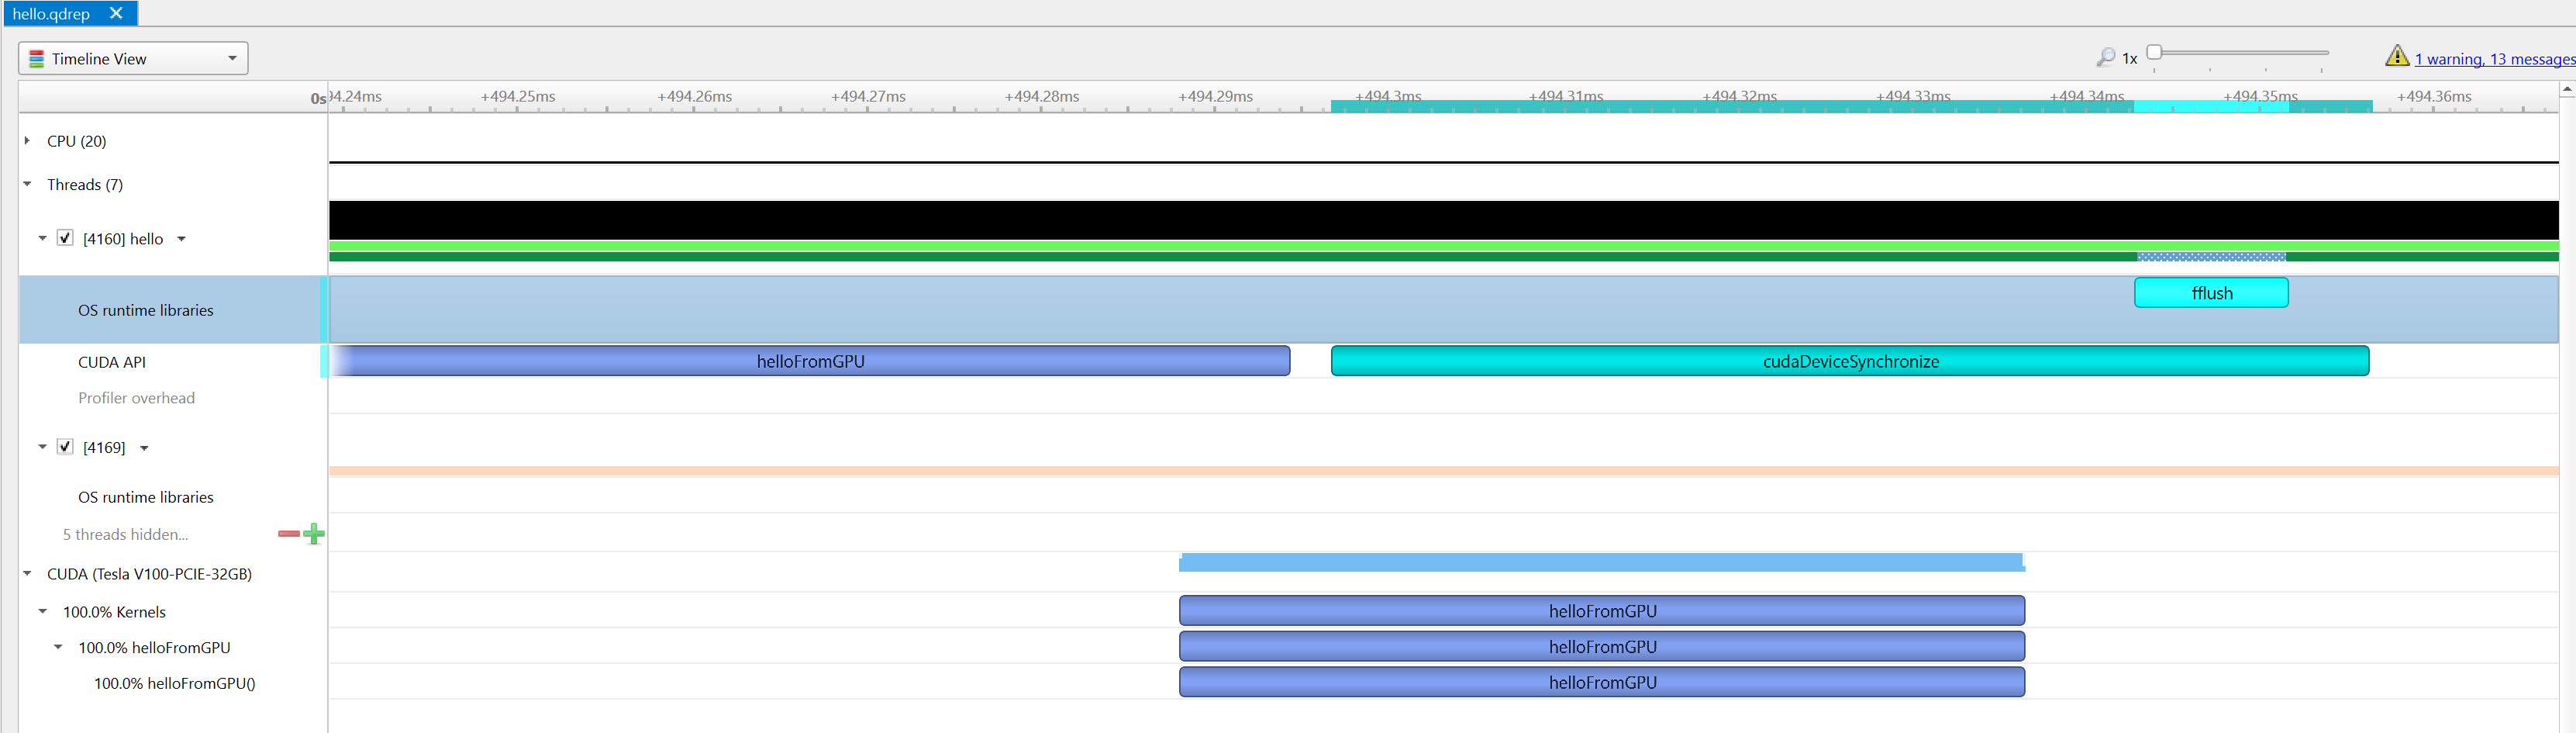 hello.qdrep
Timeline View
1x
1 warning, 13 messages
0s
94.24ms +494.25ms +494.26ms +494.27ms +494.28ms +494.29ms +494.3ms +494.31ms +494.32ms +494.33ms +494.34ms +494.35ms +494.36ms
CPU (20)
Threads (7)
[4160] hello
OS runtime libraries
fflush
CUDA API
helloFromGPU
cudaDeviceSynchronize
Profiler overhead
[4169]
OS runtime libraries
5 threads hidden...
CUDA (Tesla V100-PCIE-32GB)
100.0% Kernels
helloFromGPU
100.0% helloFromGPU
helloFromGPU
100.0% helloFromGPU()
helloFromGPU